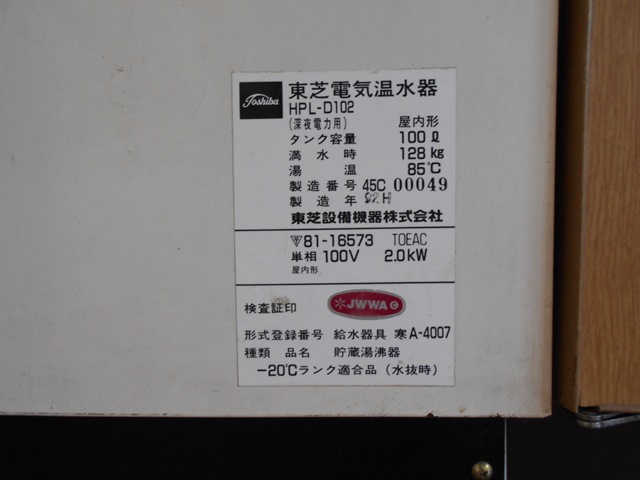 Toshiba
東芝電気温水器
HPL-D102
(深夜電力用) 屋内形
タンク容量 100ℓ
満水時 128kg
湯温 85℃
製造番号 45C 00049
製造年 92H
東芝設備機器株式会社
81-16573 TOEAC
単相 100V 2.0kW
屋内形
検査証印 JWWA
形式登録番号 給水器具 寒A-4007
種類 品名 貯蔵湯沸器
-20℃ランク適合品(水抜時)